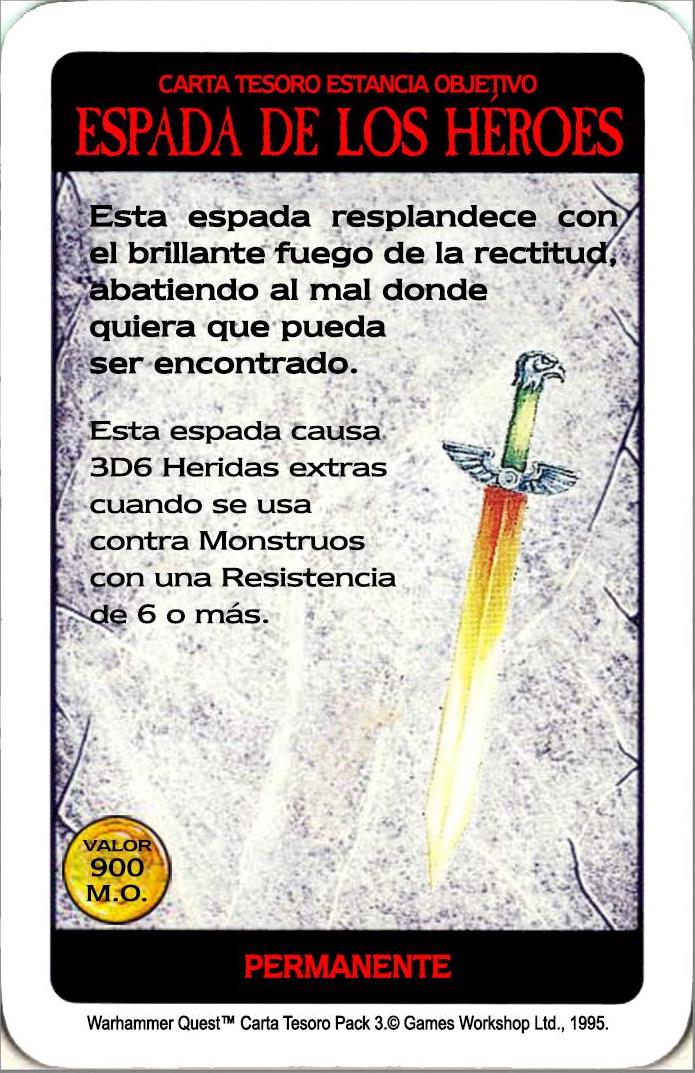 CARTA TESORO ESTANCIA OBJETIVO
ESPADA DE LOS HÉROES
Esta espada resplandece con
el brillante fuego de la rectitud,
abatiendo al mal donde
quiera que pueda
ser encontrado.
Esta espada causa
3D6 Heridas extras
cuando se usa
contra Monstruos
con una Resistencia
de 6 o más.
VALOR
900
M.O.
PERMANENTE
Warhammer Quest™ Carta Tesoro Pack 3.© Games Workshop Ltd., 1995.